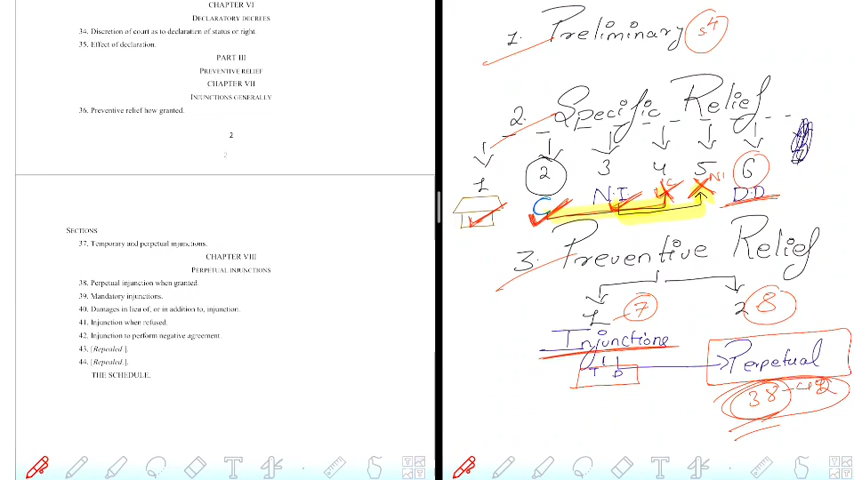 CHAPTER VI
DECLARATORY DECREES
34. Discretion of court as to declaration of status or right.
35. Effect of declaration.
PART III
PREVENTIVE RELIEF
CHAPTER VII
INJUNCTIONS GENERALLY
36. Preventive relief how granted.
2
2
SECTIONS
37. Temporary and perpetual injunctions.
CHAPTER VIII
PERPETUAL INJUNCTIONS
38. Perpetual injunction when granted.
39. Mandatory injunctions.
40. Damages in lieu of, or in addition to, injunction.
41. Injunction when refused.
42. Injunction to perform negative agreement.
43. [Repealed.].
44. [Repealed.].
THE SCHEDULE.
1. Preliminary s4
2. Specific Relief
1 2 3 4 5 6
C N.I C N.I D.D
3. Preventive Relief
1 7 2 8
Injunctions
T P Perpetual
38-42